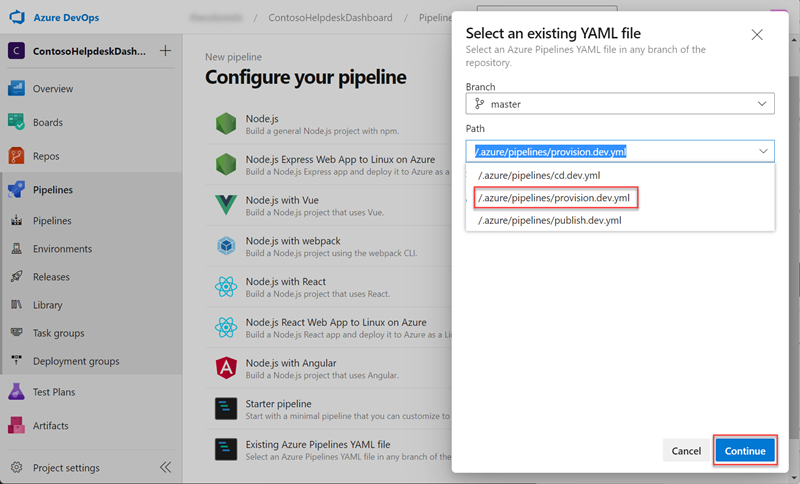 Azure DevOps
/ ContosoHelpdeskDashboard / Pipelin
C
ContosoHelpdeskDash...
Overview
Boards
Repos
Pipelines
Pipelines
Environments
Releases
Library
Task groups
Deployment groups
Test Plans
Artifacts
Project settings
New pipeline
Configure your pipeline
Node.js
Build a general Node.js project with npm.
Node.js Express Web App to Linux on Azure
Build a Node.js Express app and deploy it to Azure as a
Node.js with Vue
Build a Node.js project that uses Vue.
Node.js with webpack
Build a Node.js project using the webpack CLI.
Node.js with React
Build a Node.js project that uses React.
Node.js React Web App to Linux on Azure
Build a Node.js React app and deploy it to Azure as a Li
Node.js with Angular
Build a Node.js project that uses Angular.
Starter pipeline
Start with a minimal pipeline that you can customize to
Existing Azure Pipelines YAML file
Select an Azure Pipelines YAML file in any branch of the
Select an existing YAML file
Select an Azure Pipelines YAML file in any branch of the
repository.
Branch
master
Path
/.azure/pipelines/provision.dev.yml
/.azure/pipelines/cd.dev.yml
/.azure/pipelines/provision.dev.yml
/.azure/pipelines/publish.dev.yml
Cancel
Continue